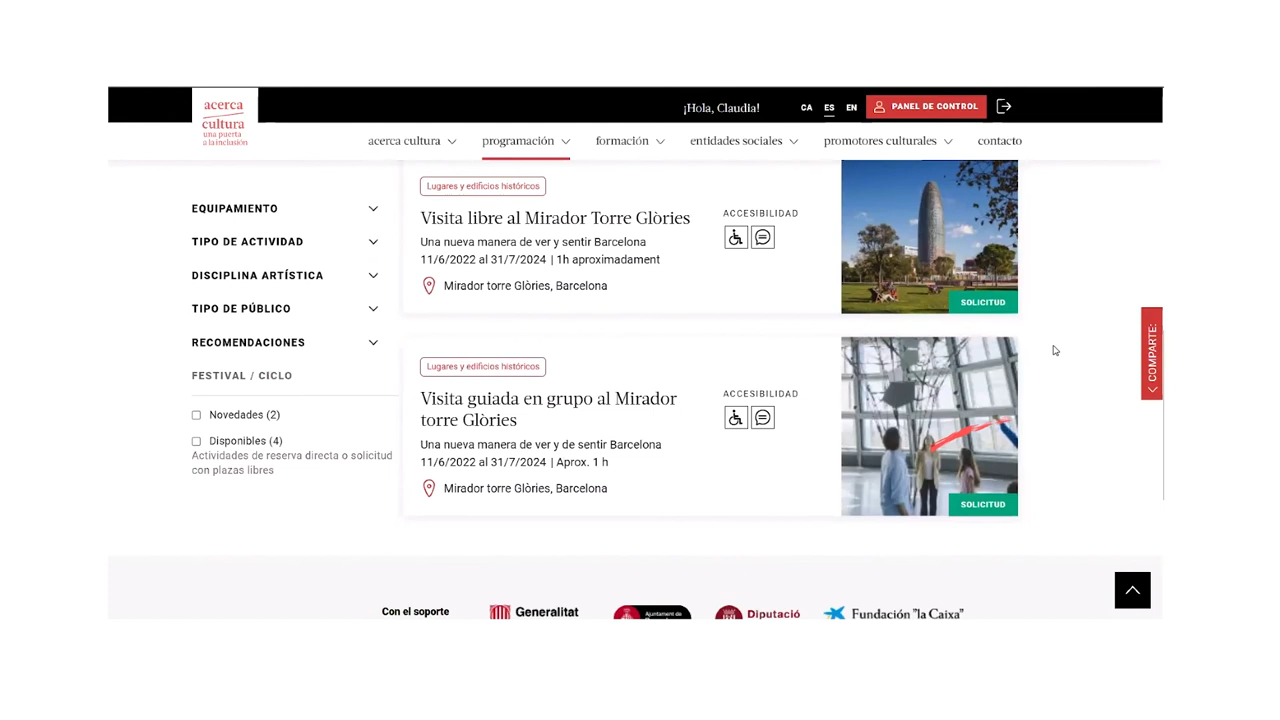 acerca
cultura
una puerta
a la inclusión
¡Hola, Claudia!
CA ES EN
PANEL DE CONTROL
acerca cultura
programación
formación
entidades sociales
promotores culturales
contacto
EQUIPAMIENTO
TIPO DE ACTIVIDAD
DISCIPLINA ARTÍSTICA
TIPO DE PÚBLICO
RECOMENDACIONES
FESTIVAL / CICLO
Novedades (2)
Disponibles (4)
Actividades de reserva directa o solicitud
con plazas libres
Lugares y edificios históricos
Visita libre al Mirador Torre Glòries
Una nueva manera de ver y sentir Barcelona
11/6/2022 al 31/7/2024 | 1h aproximadament
Mirador torre Glòries, Barcelona
ACCESIBILIDAD
SOLICITUD
Lugares y edificios históricos
Visita guiada en grupo al Mirador
torre Glòries
Una nueva manera de ver y de sentir Barcelona
11/6/2022 al 31/7/2024 | Aprox. 1 h
Mirador torre Glòries, Barcelona
ACCESIBILIDAD
SOLICITUD
COMPARTE:
Con el soporte
Generalitat
Ajuntament de
Diputació
Fundación "la Caixa"